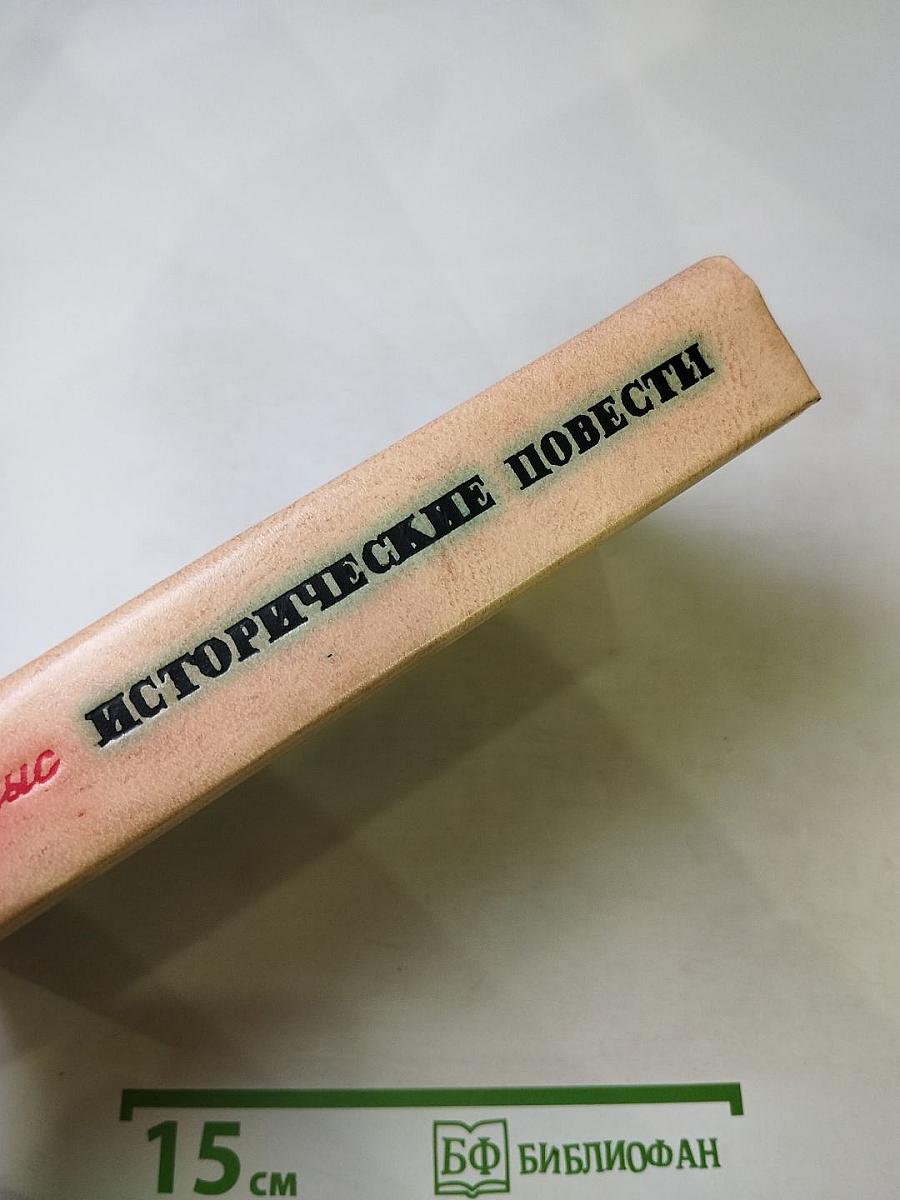 ИСТОРИЧЕСКИЕ ПОВЕСТИ
15 см
БФ БИБЛИОФАН